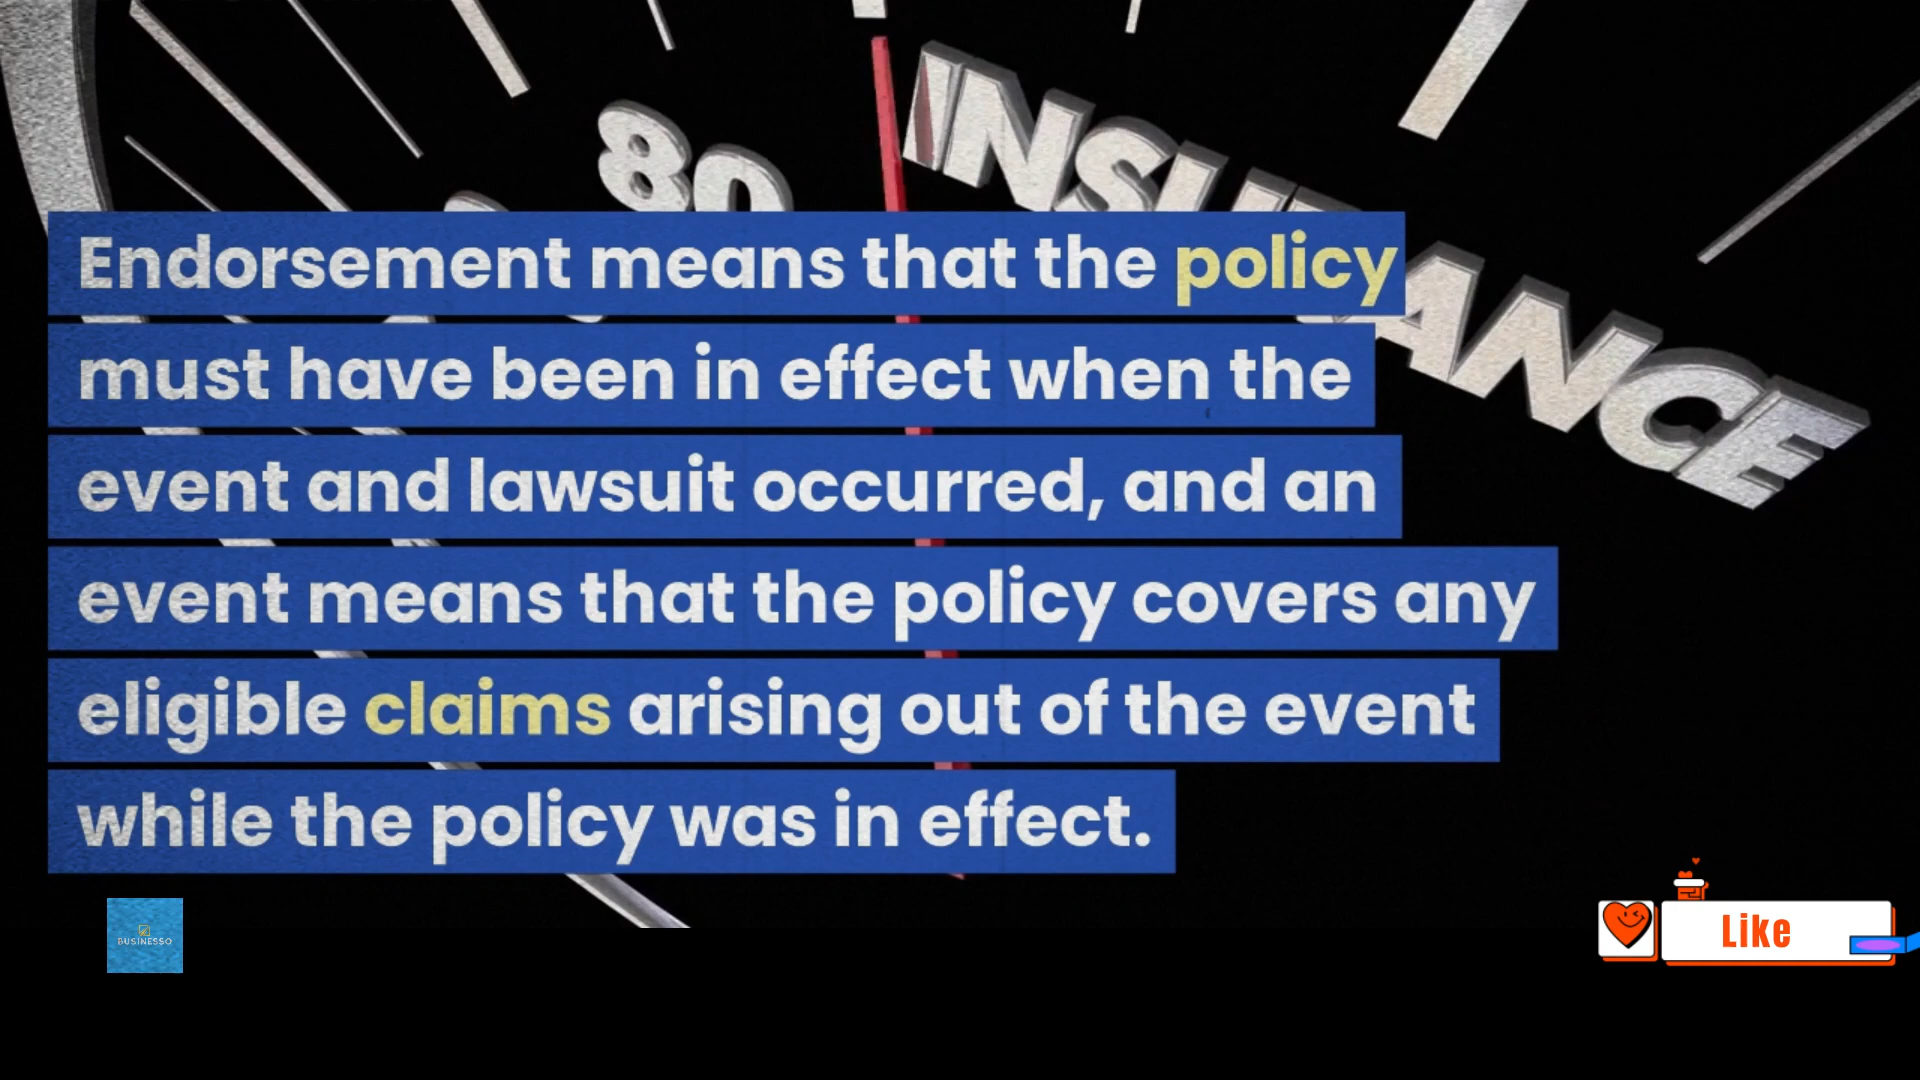 80
INSURANCE
Endorsement means that the policy
must have been in effect when the
event and lawsuit occurred, and an
event means that the policy covers any
eligible claims arising out of the event
while the policy was in effect.
BUSINESSO
Like